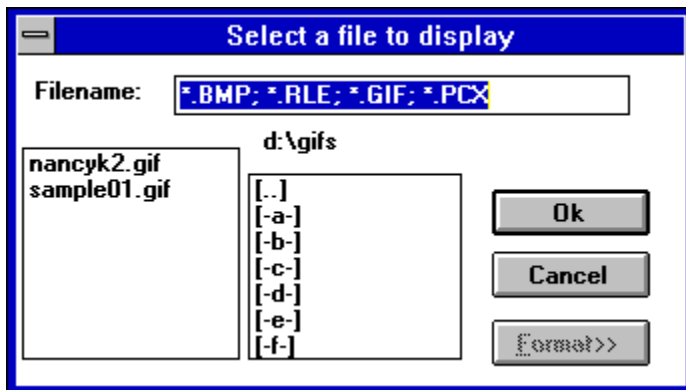 Select a file to display
Filename: *.BMP; *.RLE; *.GIF; *.PCX
d:\gifs
nancyk2.gif
sample01.gif
[..]
[-a-]
[-b-]
[-c-]
[-d-]
[-e-]
[-f-]
Ok
Cancel
Format>>